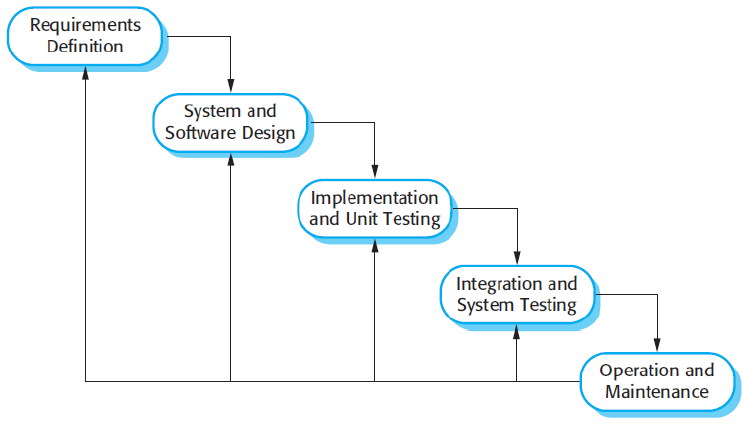 Requirements
Definition
System and
Software Design
Implementation
and Unit Testing
Integration and
System Testing
Operation and
Maintenance